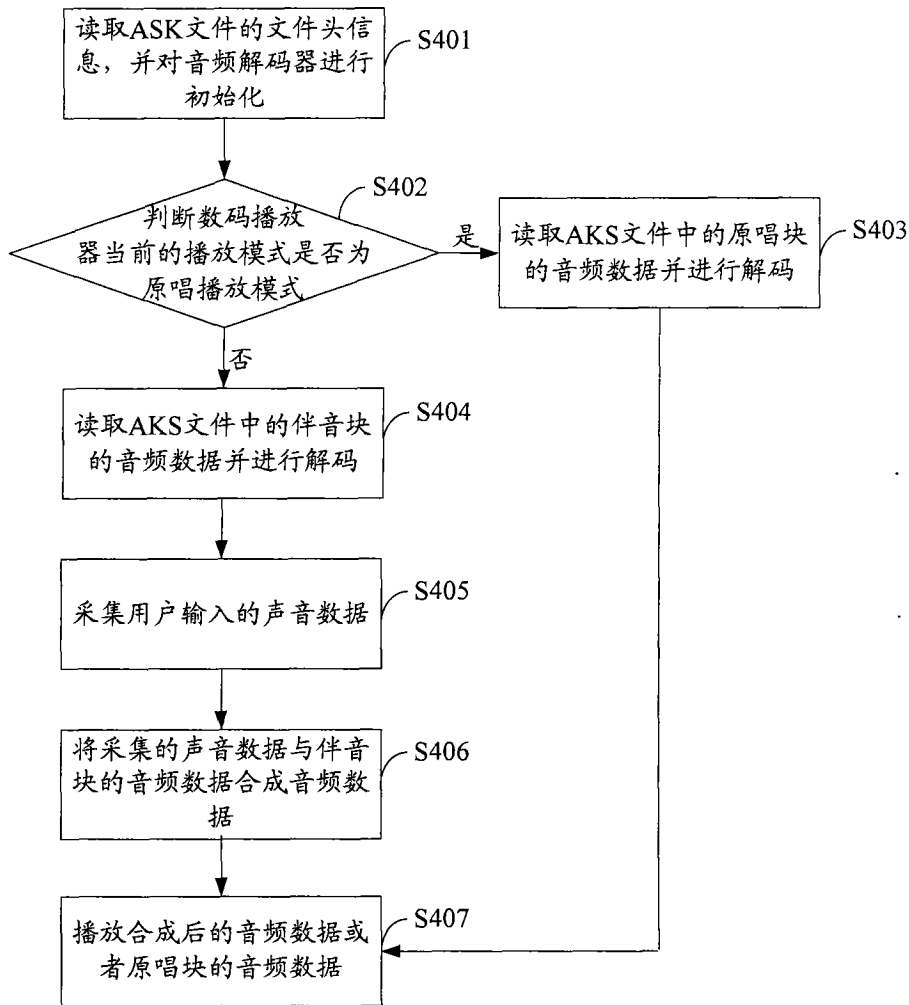 读取ASK文件的文件头信
息，并对音频解码器进行
初始化
S401
判断数码播放
器当前的播放模式是否为
原唱播放模式
S402
是
读取AKS文件中的原唱块
的音频数据并进行解码
S403
否
读取AKS文件中的伴音块
的音频数据并进行解码
S404
采集用户输入的声音数据
S405
将采集的声音数据与伴音
块的音频数据合成音频数
据
S406
播放合成后的音频数据或
者原唱块的音频数据
S407